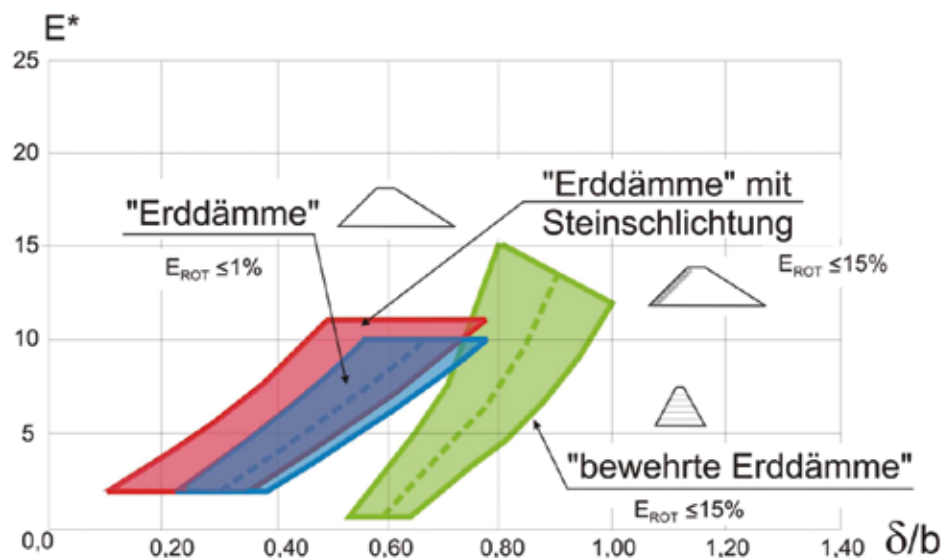 E*
25
20
15
10
5
0,0
0,20
0,40
0,60
0,80
1,00
1,20
1,40
δ/b
"Erddämme"
E_ROT ≤1%
"Erddämme" mit
Steinschlichtung
E_ROT ≤15%
"bewehrte Erddämme"
E_ROT ≤15%